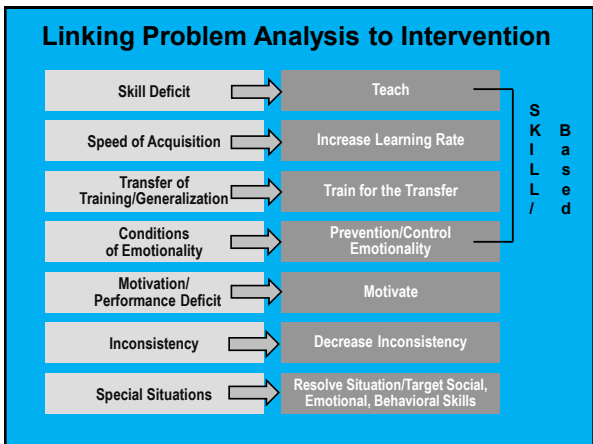 Linking Problem Analysis to Intervention
Skill Deficit
Teach
Speed of Acquisition
Increase Learning Rate
Transfer of
Training/Generalization
Train for the Transfer
Conditions
of Emotionality
Prevention/Control
Emotionality
Motivation/
Performance Deficit
Motivate
Inconsistency
Decrease Inconsistency
Special Situations
Resolve Situation/Target Social,
Emotional, Behavioral Skills
SKILL/
Based